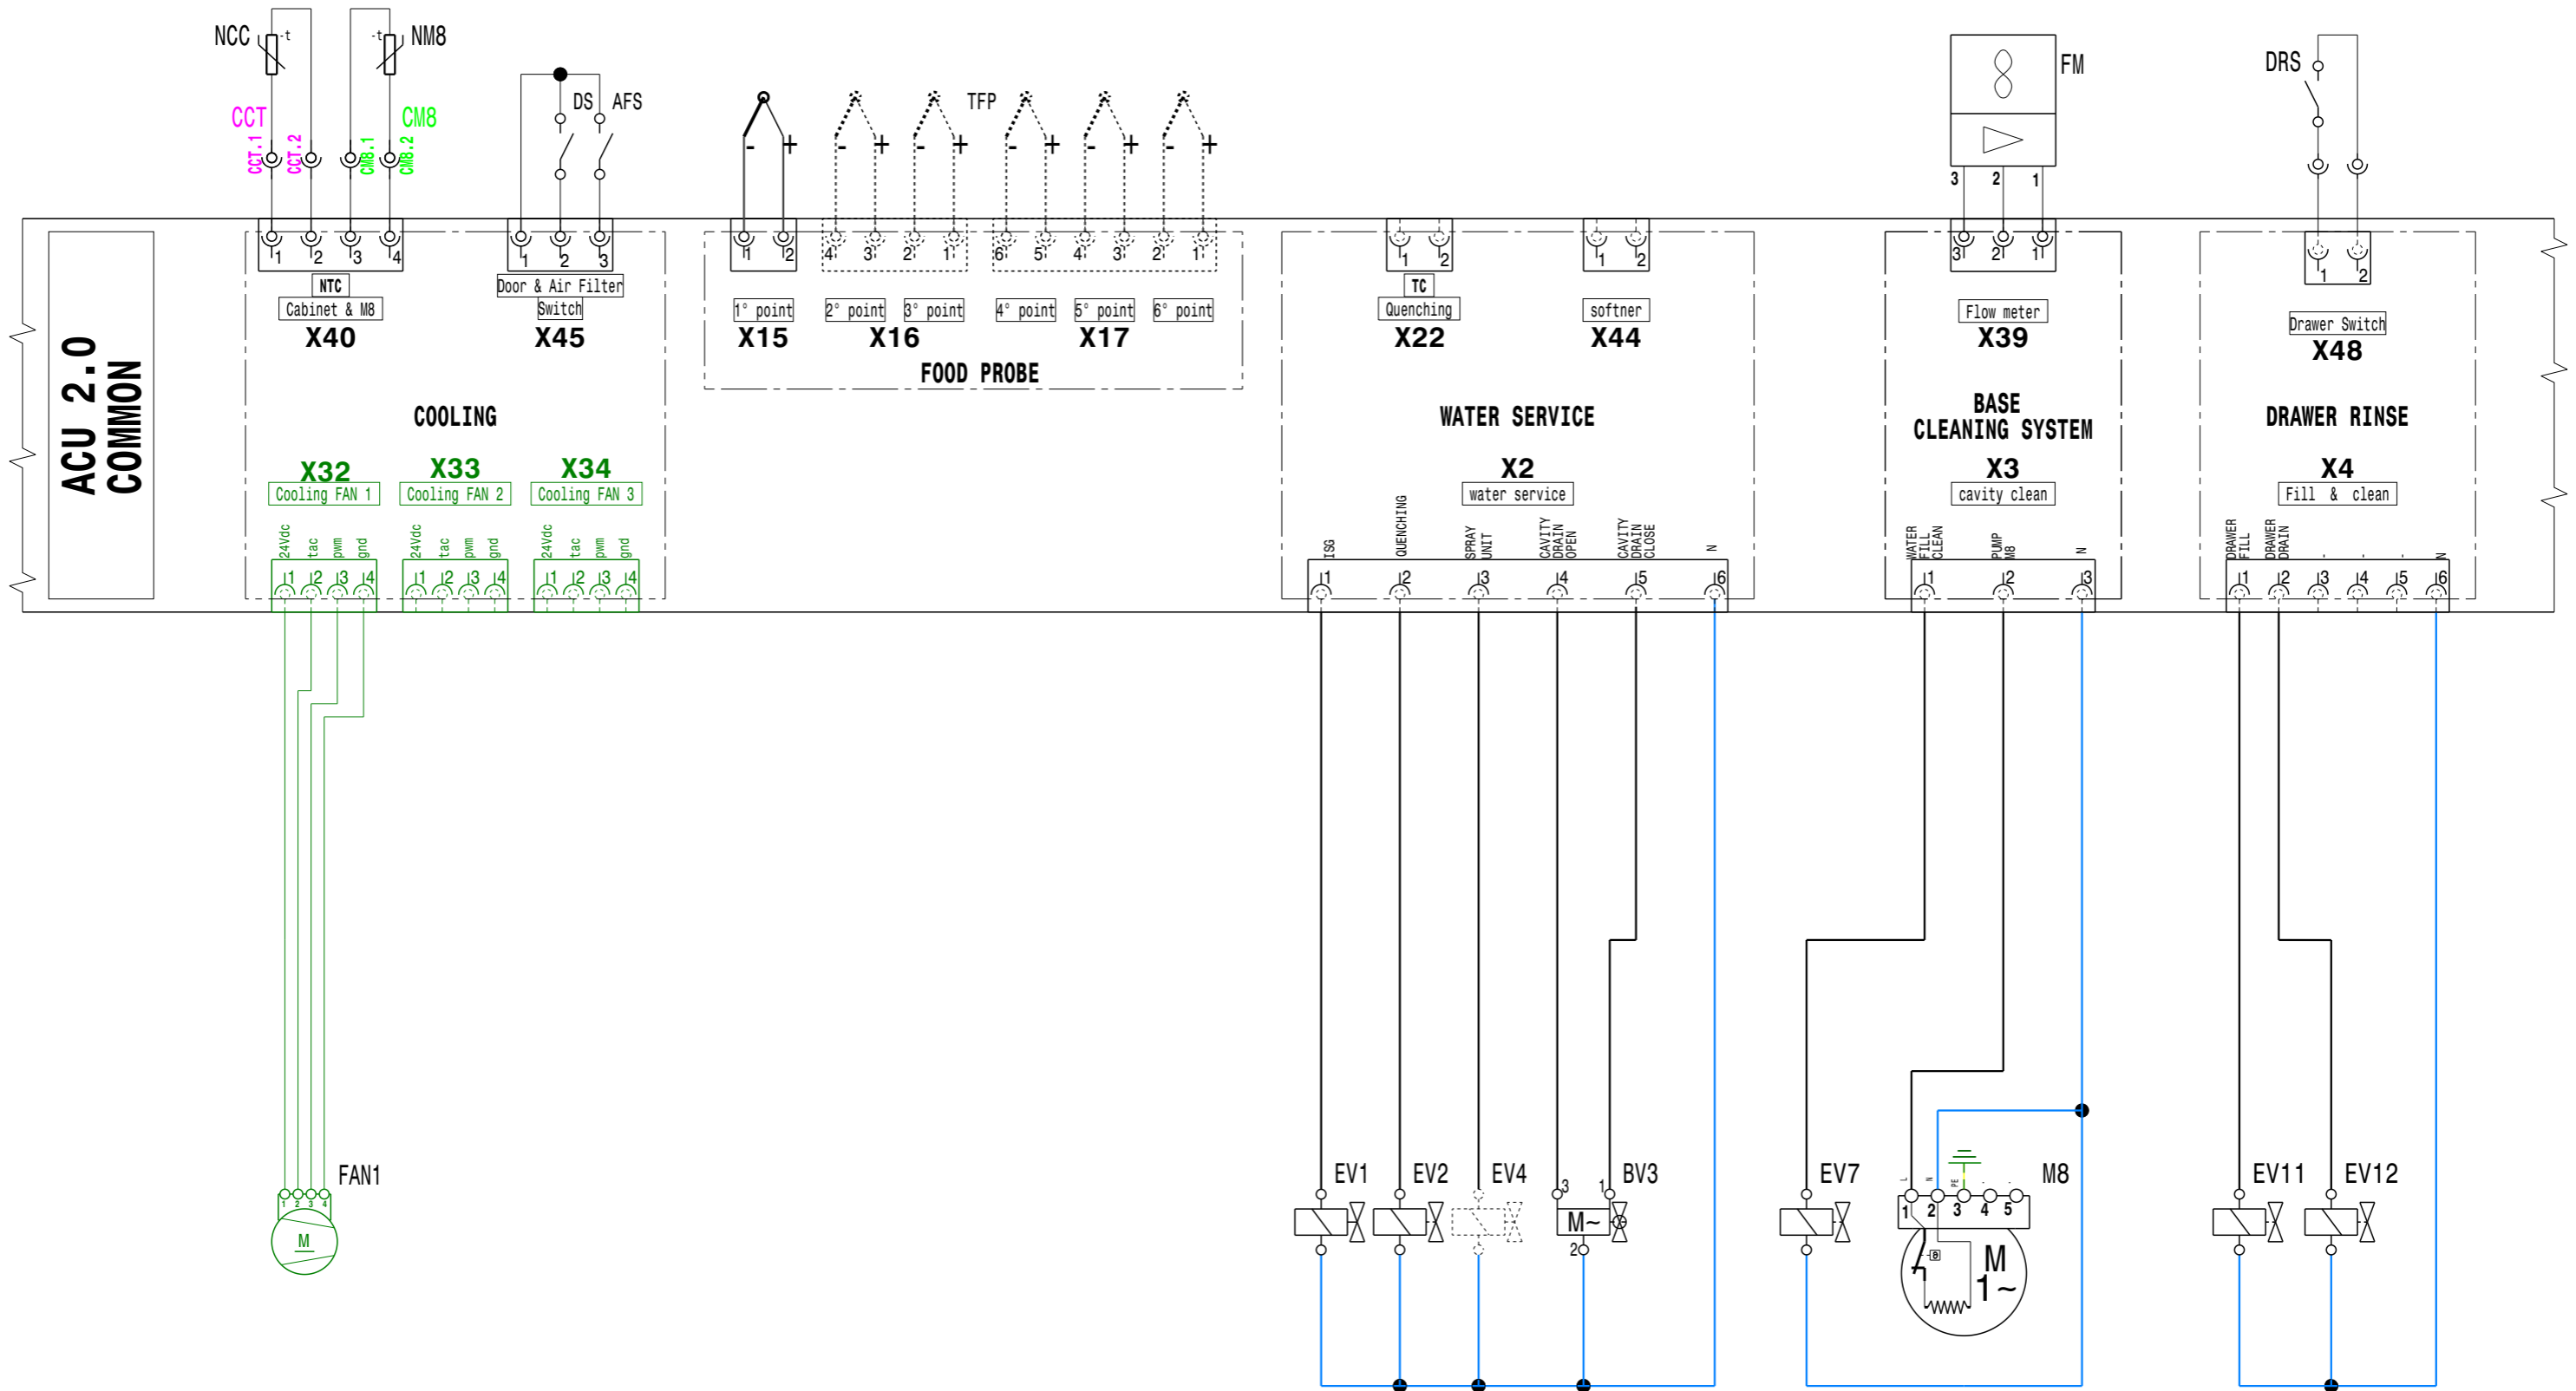 NCC -t -t NM8
FM
DRS
DS AFS
TFP
CCT CM8
CCT.1 CCT.2 CM8.1 CM8.2
- + - + - + - + - + - +
3 2 1
1 2 3 4
1 2 3
1 2
4 3 2 1
6 5 4 3 2 1
1 2
1 2
3 2 1
1 2
NTC
Cabinet & M8
X40
Door & Air Filter
Switch
X45
1° point
X15
2° point 3° point
X16
4° point 5° point 6° point
X17
FOOD PROBE
TC
Quenching
X22
softner
X44
Flow meter
X39
Drawer Switch
X48
ACU 2.0
COMMON
COOLING
WATER SERVICE
BASE
CLEANING SYSTEM
DRAWER RINSE
X32 X33 X34
Cooling FAN 1 Cooling FAN 2 Cooling FAN 3
X2
water service
X3
cavity clean
X4
Fill & clean
24Vdc tac pwm gnd
24Vdc tac pwm gnd
24Vdc tac pwm gnd
1 2 3 4
1 2 3 4
1 2 3 4
ISG
QUENCHING
SPRAY
UNIT
CAVITY
DRAIN
OPEN
CAVITY
DRAIN
CLOSE
N
1 2 3 4 5 6
WATER
FILL
CLEAN
PUMP
M8
N
1 2 3
DRAWER
FILL
DRAWER
DRAIN
- - -
N
1 2 3 4 5 6
FAN1
1 2 3 4
M
EV1 EV2 EV4
3 1 BV3
M~
2
EV7
L N PE - - M8
1 2 3 4 5
θ
M
1~
EV11 EV12